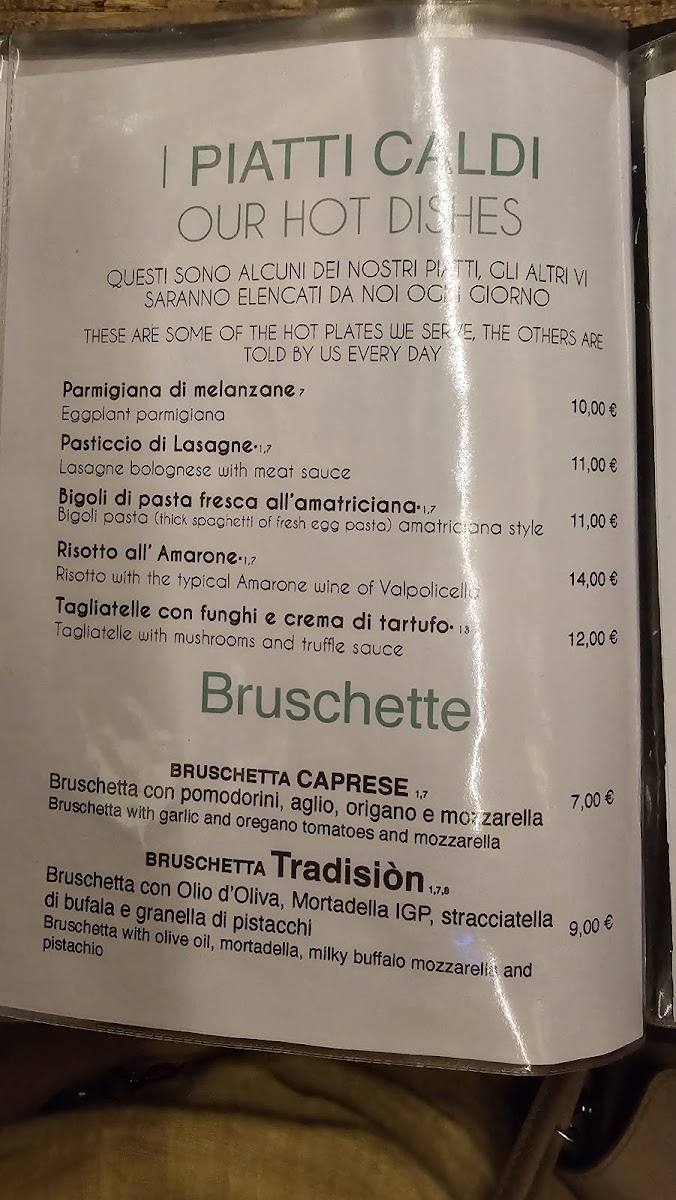 I PIATTI CALDI
OUR HOT DISHES
QUESTI SONO ALCUNI DEI NOSTRI PIATTI, GLI ALTRI VI
SARANNO ELENCATI DA NOI OGNI GIORNO
THESE ARE SOME OF THE HOT PLATES WE SERVE, THE OTHERS ARE
TOLD BY US EVERY DAY
Parmigiana di melanzane 7
Eggplant parmigiana 10,00 €
Pasticcio di Lasagne•1,7
Lasagne bolognese with meat sauce 11,00 €
Bigoli di pasta fresca all'amatriciana•1,7
Bigoli pasta (thick spaghetti of fresh egg pasta) amatriciana style 11,00 €
Risotto all' Amarone•1,7
Risotto with the typical Amarone wine of Valpolicella 14,00 €
Tagliatelle con funghi e crema di tartufo• 13
Tagliatelle with mushrooms and truffle sauce 12,00 €
Bruschette
BRUSCHETTA CAPRESE 1,7
Bruschetta con pomodorini, aglio, origano e mozzarella 7,00 €
Bruschetta with garlic and oregano tomatoes and mozzarella
BRUSCHETTA Tradisiòn 1,7,8
Bruschetta con Olio d'Oliva, Mortadella IGP, stracciatella
di bufala e granella di pistacchi 9,00 €
Bruschetta with olive oil, mortadella, milky buffalo mozzarella and
pistachio